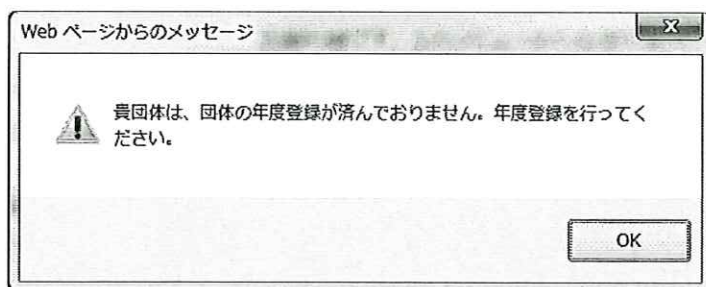 Web ページからのメッセージ
貴団体は、団体の年度登録が済んでおりません。年度登録を行ってく
ださい。
OK